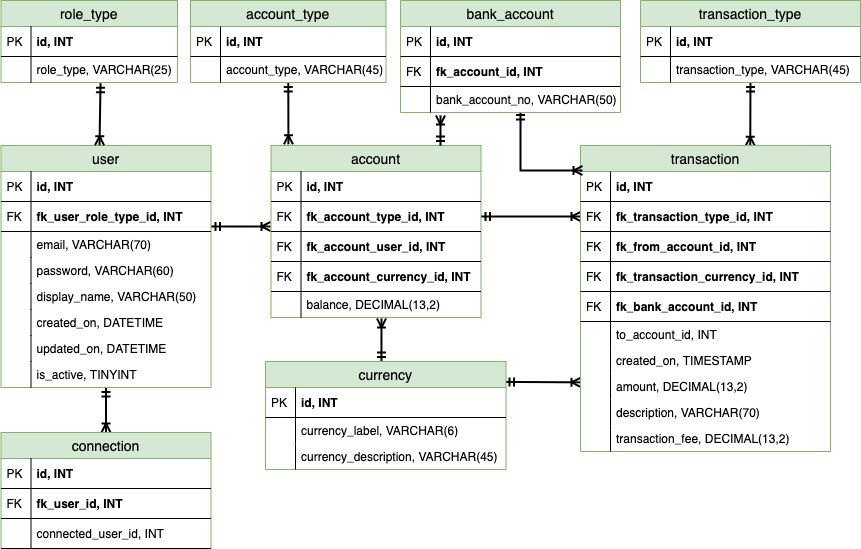 role_type
PK id, INT
role_type, VARCHAR(25)
account_type
PK id, INT
account_type, VARCHAR(45)
bank_account
PK id, INT
FK fk_account_id, INT
bank_account_no, VARCHAR(50)
transaction_type
PK id, INT
transaction_type, VARCHAR(45)
user
PK id, INT
FK fk_user_role_type_id, INT
email, VARCHAR(70)
password, VARCHAR(60)
display_name, VARCHAR(50)
created_on, DATETIME
updated_on, DATETIME
is_active, TINYINT
account
PK id, INT
FK fk_account_type_id, INT
FK fk_account_user_id, INT
FK fk_account_currency_id, INT
balance, DECIMAL(13,2)
transaction
PK id, INT
FK fk_transaction_type_id, INT
FK fk_from_account_id, INT
FK fk_transaction_currency_id, INT
FK fk_bank_account_id, INT
to_account_id, INT
created_on, TIMESTAMP
amount, DECIMAL(13,2)
description, VARCHAR(70)
transaction_fee, DECIMAL(13,2)
currency
PK id, INT
currency_label, VARCHAR(6)
currency_description, VARCHAR(45)
connection
PK id, INT
FK fk_user_id, INT
connected_user_id, INT